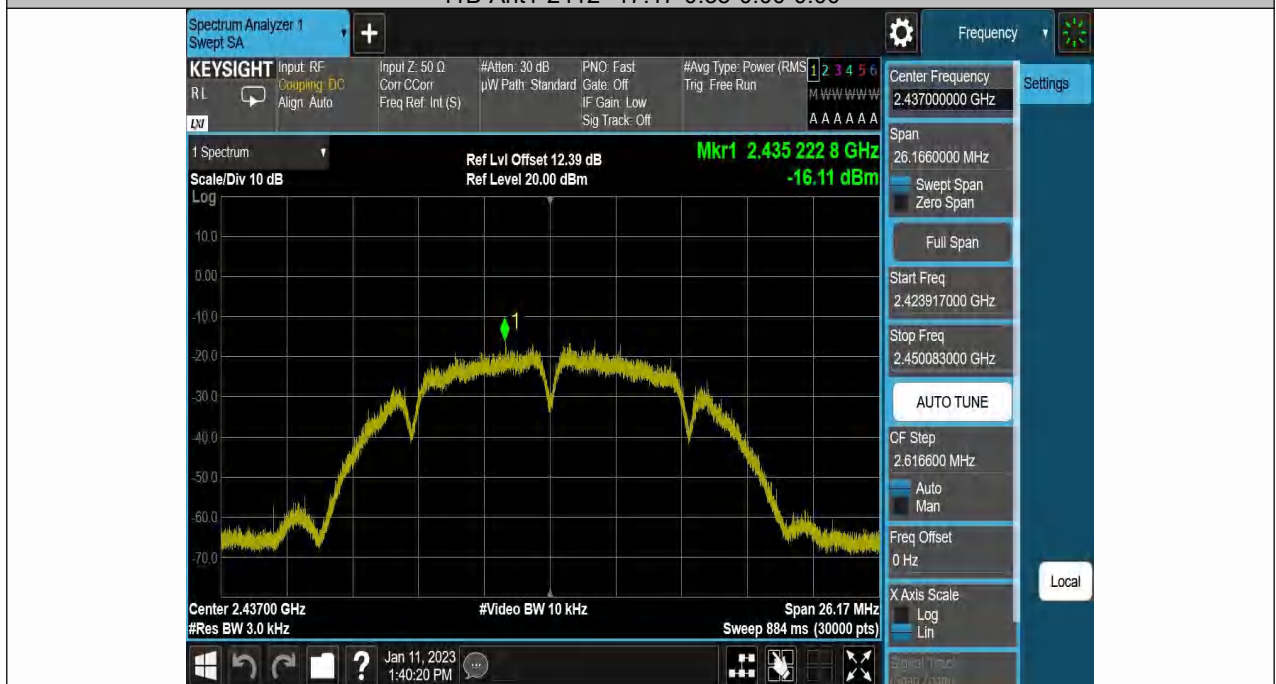 Spectrum Analyzer 1
Swept SA
+
Frequency
KEYSIGHT
RL
LXI
Input: RF
Coupling: DC
Align: Auto
Input Z: 50 Ω
Corr CCorr
Freq Ref: Int (S)
#Atten: 30 dB
µW Path: Standard
PNO: Fast
Gate: Off
IF Gain: Low
Sig Track: Off
#Avg Type: Power (RMS
Trig: Free Run
1 2 3 4 5 6
M W W W W W
A A A A A A
1 Spectrum
Scale/Div 10 dB
Log
Ref Lvl Offset 12.39 dB
Ref Level 20.00 dBm
Mkr1 2.435 222 8 GHz
-16.11 dBm
10.0
0.00
-10.0
-20.0
-30.0
-40.0
-50.0
-60.0
-70.0
1
Center 2.43700 GHz
#Res BW 3.0 kHz
#Video BW 10 kHz
Span 26.17 MHz
Sweep 884 ms (30000 pts)
Center Frequency
2.437000000 GHz
Settings
Span
26.1660000 MHz
Swept Span
Zero Span
Full Span
Start Freq
2.423917000 GHz
Stop Freq
2.450083000 GHz
AUTO TUNE
CF Step
2.616600 MHz
Auto
Man
Freq Offset
0 Hz
X Axis Scale
Log
Lin
Local
?
Jan 11, 2023
1:40:20 PM